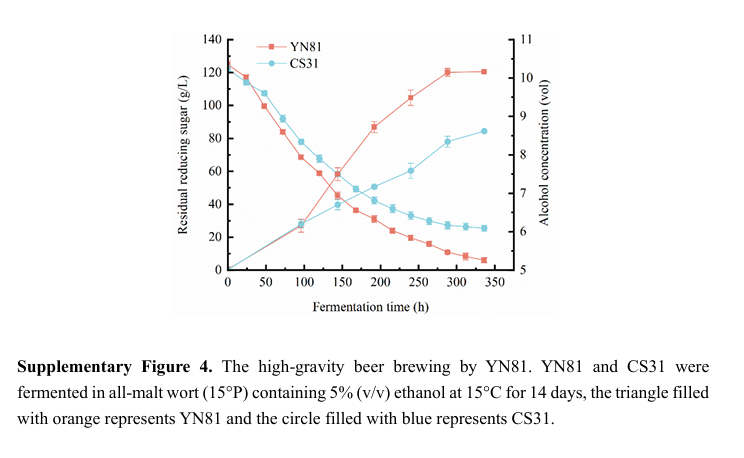 140
120
100
80
60
40
20
0
Residual reducing sugar (g/L)
YN81
CS31
11
10
9
8
7
6
5
Alcohol concentration (vol)
0 50 100 150 200 250 300 350
Fermentation time (h)
Supplementary Figure 4. The high-gravity beer brewing by YN81. YN81 and CS31 were
fermented in all-malt wort (15°P) containing 5% (v/v) ethanol at 15°C for 14 days, the triangle filled
with orange represents YN81 and the circle filled with blue represents CS31.